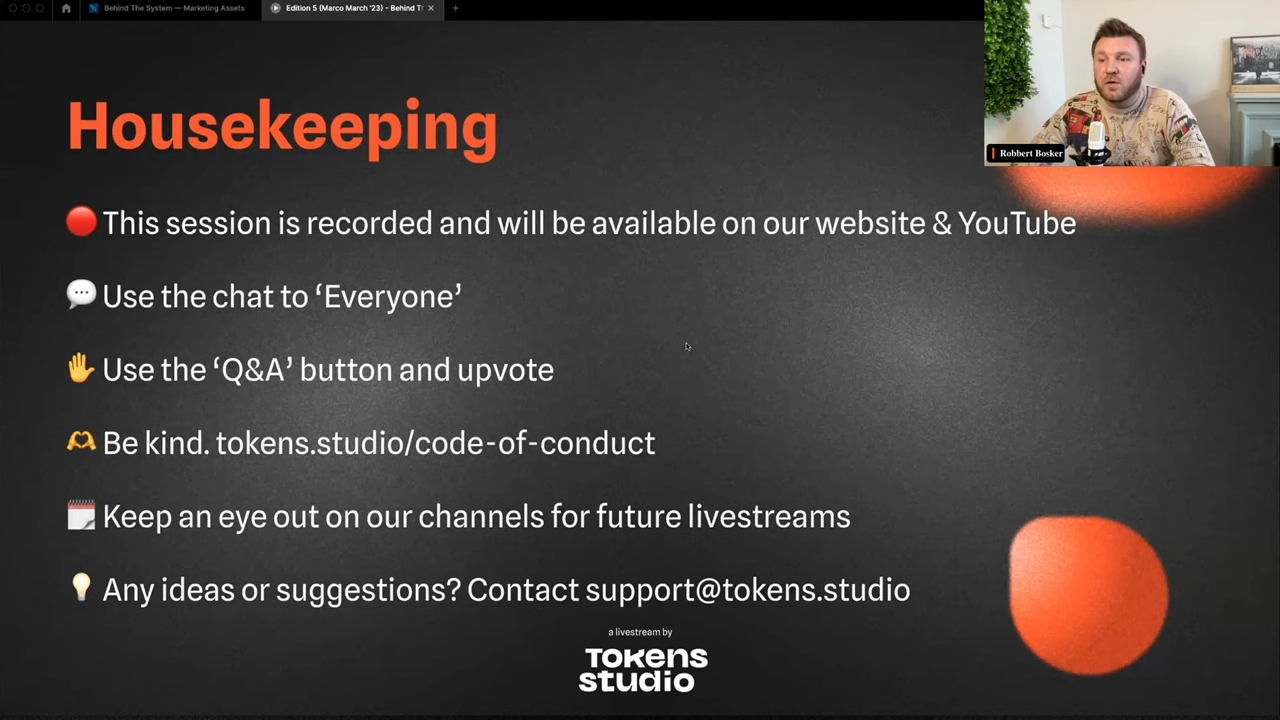 Behind The System — Marketing Assets
Edition 5 (Marco March '23) - Behind T
Robbert Bosker
Housekeeping
This session is recorded and will be available on our website & YouTube
Use the chat to ‘Everyone’
Use the ‘Q&A’ button and upvote
Be kind. tokens.studio/code-of-conduct
Keep an eye out on our channels for future livestreams
Any ideas or suggestions? Contact support@tokens.studio
a livestream by
Tokens
studio